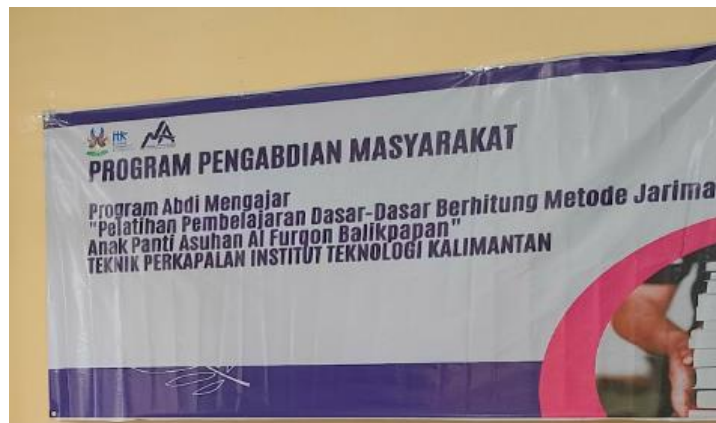 itk
PROGRAM PENGABDIAN MASYARAKAT
Program Abdi Mengajar
"Pelatihan Pembelajaran Dasar-Dasar Berhitung Metode Jarima
Anak Panti Asuhan Al Furqon Balikpapan"
TEKNIK PERKAPALAN INSTITUT TEKNOLOGI KALIMANTAN